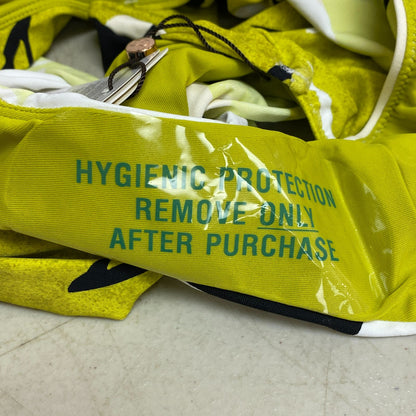 HYGIENIC PROTECTION
REMOVE ONLY
AFTER PURCHASE